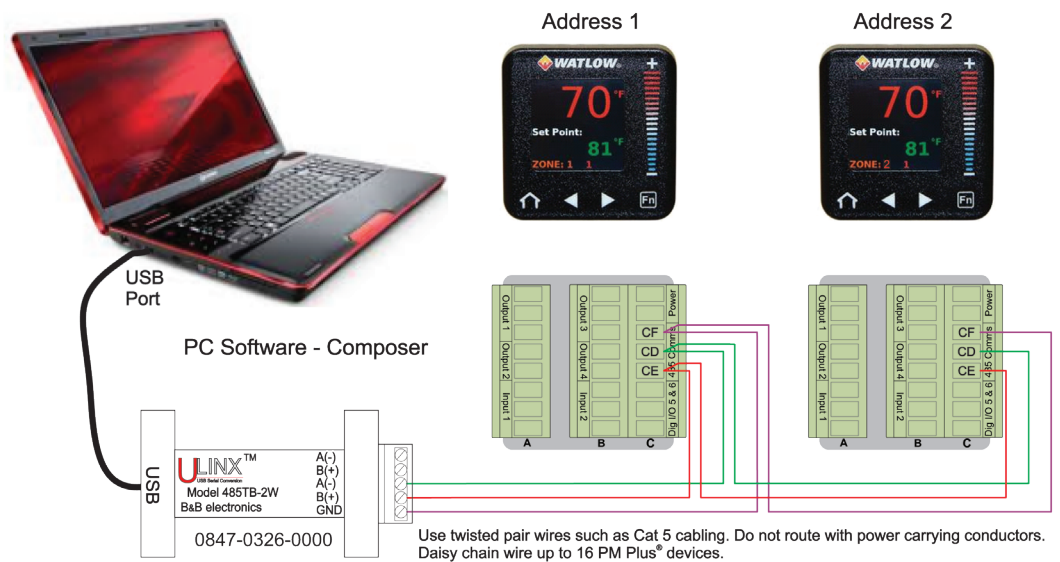 Address 1
Address 2
WATLOW®
+
70°F
Set Point:
81°F
ZONE: 1 1
Fn
WATLOW®
+
70°F
Set Point:
81°F
ZONE: 2 1
Fn
USB
Port
PC Software - Composer
Output 1
Output 2
Input 1
A
Output 3
Output 4
Input 2
B
CF
CD
CE
C
Power
485 Comms
Dig I/O 5 & 6
Output 1
Output 2
Input 1
A
Output 3
Output 4
Input 2
B
CF
CD
CE
C
Power
485 Comms
Dig I/O 5 & 6
USB
ULINX™
USB Serial Conversion
Model 485TB-2W
B&B electronics
A(-)
B(+)
A(-)
B(+)
GND
0847-0326-0000
Use twisted pair wires such as Cat 5 cabling. Do not route with power carrying conductors.
Daisy chain wire up to 16 PM Plus® devices.